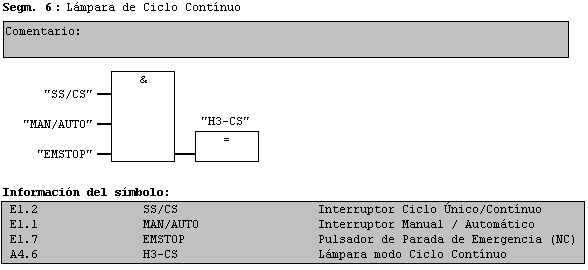 Segm. 6 : Lámpara de Ciclo Contínuo
Comentario:
&
"SS/CS"
"MAN/AUTO"
"H3-CS"
=
"EMSTOP"
Información del símbolo:
E1.2 SS/CS Interruptor Ciclo Único/Contínuo
E1.1 MAN/AUTO Interruptor Manual / Automático
E1.7 EMSTOP Pulsador de Parada de Emergencia (NC)
A4.6 H3-CS Lámpara modo Ciclo Contínuo